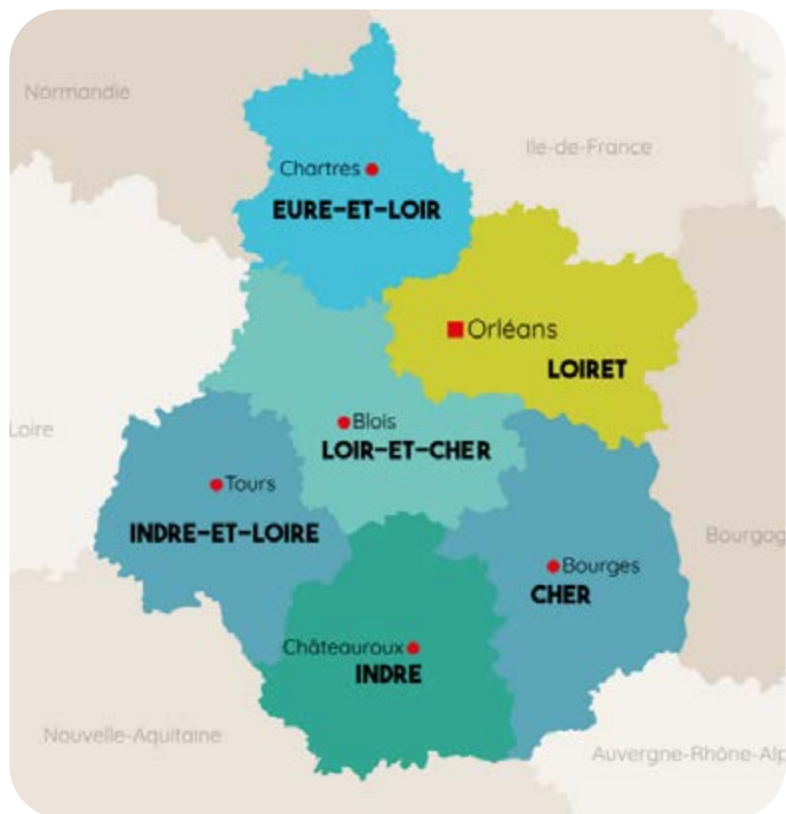 Normandie
Ile-de-France
Chartres
EURE-ET-LOIR
Orléans
LOIRET
Loire
Blois
LOIR-ET-CHER
Tours
INDRE-ET-LOIRE
Bourgog
Bourges
CHER
Châteauroux
INDRE
Nouvelle-Aquitaine
Auvergne-Rhône-Alp